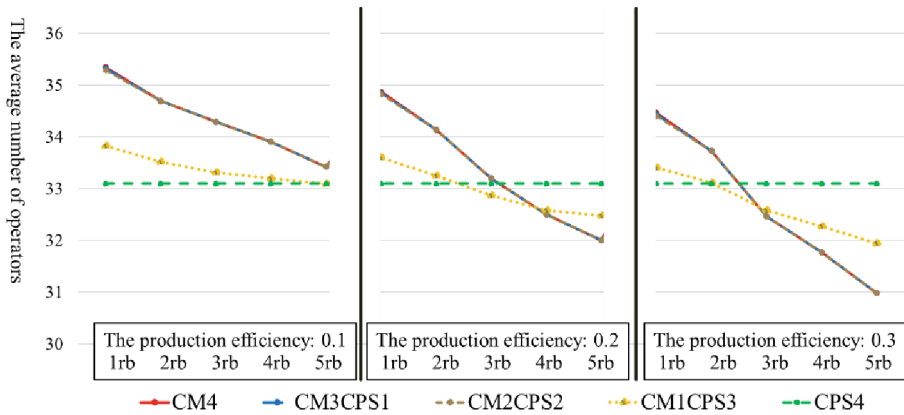 The average number of operators
36
35
34
33
32
31
30
The production efficiency: 0.1
1rb 2rb 3rb 4rb 5rb
The production efficiency: 0.2
1rb 2rb 3rb 4rb 5rb
The production efficiency: 0.3
1rb 2rb 3rb 4rb 5rb
CM4 CM3CPS1 CM2CPS2 CM1CPS3 CPS4